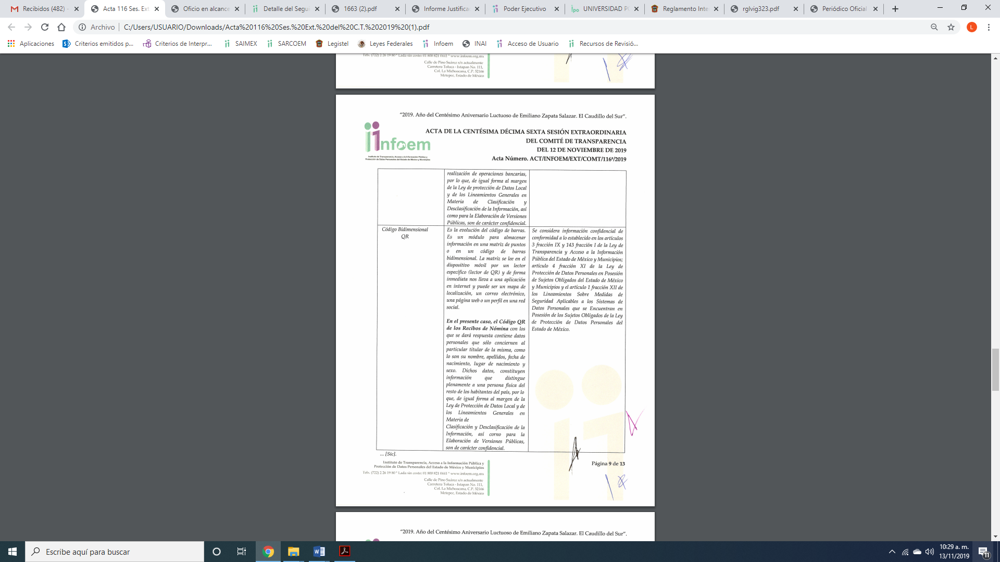 Recibidos (482) -
Acta 116 Ses. Ext
Oficio en alcance
Detalle del Segui
1663 (2).pdf
Informe Justifica
Poder Ejecutivo
UNIVERSIDAD PO
Reglamento Inte
rglvig323.pdf
Periódico Oficial
Archivo
C:/Users/USUARIO/Downloads/Acta%20116%20Ses.%20Ext.%20del%20C.T.%202019%20(1).pdf
L
Aplicaciones
Criterios emitidos p...
Criterios de Interpr...
SAIMEX
SARCOEM
Legistel
Leyes Federales
Infoem
INAI
Acceso de Usuario
Recursos de Revisió...
Tels. (722) 2 26 19 80 * Lada sin costo: 01 800 821 0441 * www.infoem.org.mx
Calle de Pino Suárez s/n actualmente
Carretera Toluca - Ixtapan No. 111,
Col. La Michoacana, C.P. 52166
Metepec, Estado de México
"2019. Año del Centésimo Aniversario Luctuoso de Emiliano Zapata Salazar. El Caudillo del Sur".
infoem
Instituto de Transparencia, Acceso a la Información Pública y
Protección de Datos Personales del Estado de México y Municipios
ACTA DE LA CENTÉSIMA DÉCIMA SEXTA SESIÓN EXTRAORDINARIA
DEL COMITÉ DE TRANSPARENCIA
DEL 12 DE NOVIEMBRE DE 2019
Acta Número. ACT/INFOEM/EXT/COMT/116ª/2019
realización de operaciones bancarias,
por lo que, de igual forma al margen
de la Ley de protección de Datos Local
y de los Lineamientos Generales en
Materia de Clasificación y
Desclasificación de la Información, así
como para la Elaboración de Versiones
Públicas, son de carácter confidencial.
Código Bidimensional
QR
Es la evolución del código de barras.
Es un módulo para almacenar
información en una matriz de puntos
o en un código de barras
bidimensional. La matriz se lee en el
dispositivo móvil por un lector
específico (lector de QR) y de forma
inmediata nos lleva a una aplicación
en internet y puede ser un mapa de
localización, un correo electrónico,
una página web o un perfil en una red
social.
En el presente caso, el Código QR
de los Recibos de Nómina con los
que se dará respuesta contiene datos
personales que sólo conciernen al
particular titular de la misma, como
lo son su nombre, apellidos, fecha de
nacimiento, lugar de nacimiento y
sexo. Dichos datos, constituyen
información que distingue
plenamente a una persona física del
resto de los habitantes del país, por lo
que, de igual forma al margen de la
Ley de Protección de Datos Local y de
los Lineamientos Generales en
Materia de
Clasificación y Desclasificación de la
Información, así corno para la
Elaboración de Versiones Públicas,
son de carácter confidencial.
Se considera información confidencial de
conformidad a lo establecido en los artículos
3 fracción IX y 143 fracción I de la Ley de
Transparencia y Acceso a la Información
Pública del Estado de México y Municipios;
artículo 4 fracción XI de la Ley de
Protección de Datos Personales en Posesión
de Sujetos Obligados del Estado de México
y Municipios y el artículo 1 fracción XII de
los Lineamientos Sobre Medidas de
Seguridad Aplicables a los Sistemas de
Datos Personales que se Encuentran en
Posesión de los Sujetos Obligados de la Ley
de Protección de Datos Personales del
Estado de México.
... [Sic].
Instituto de Transparencia, Acceso a la Información Pública y
Protección de Datos Personales del Estado de México y Municipios
Tels. (722) 2 26 19 80 * Lada sin costo: 01 800 821 0441 * www.infoem.org.mx
Calle de Pino Suárez s/n actualmente
Carretera Toluca - Ixtapan No. 111,
Col. La Michoacana, C.P. 52166
Metepec, Estado de México
Página 9 de 13
"2019. Año del Centésimo Aniversario Luctuoso de Emiliano Zapata Salazar. El Caudillo del Sur".
Escribe aquí para buscar
10:29 a. m.
13/11/2019
11